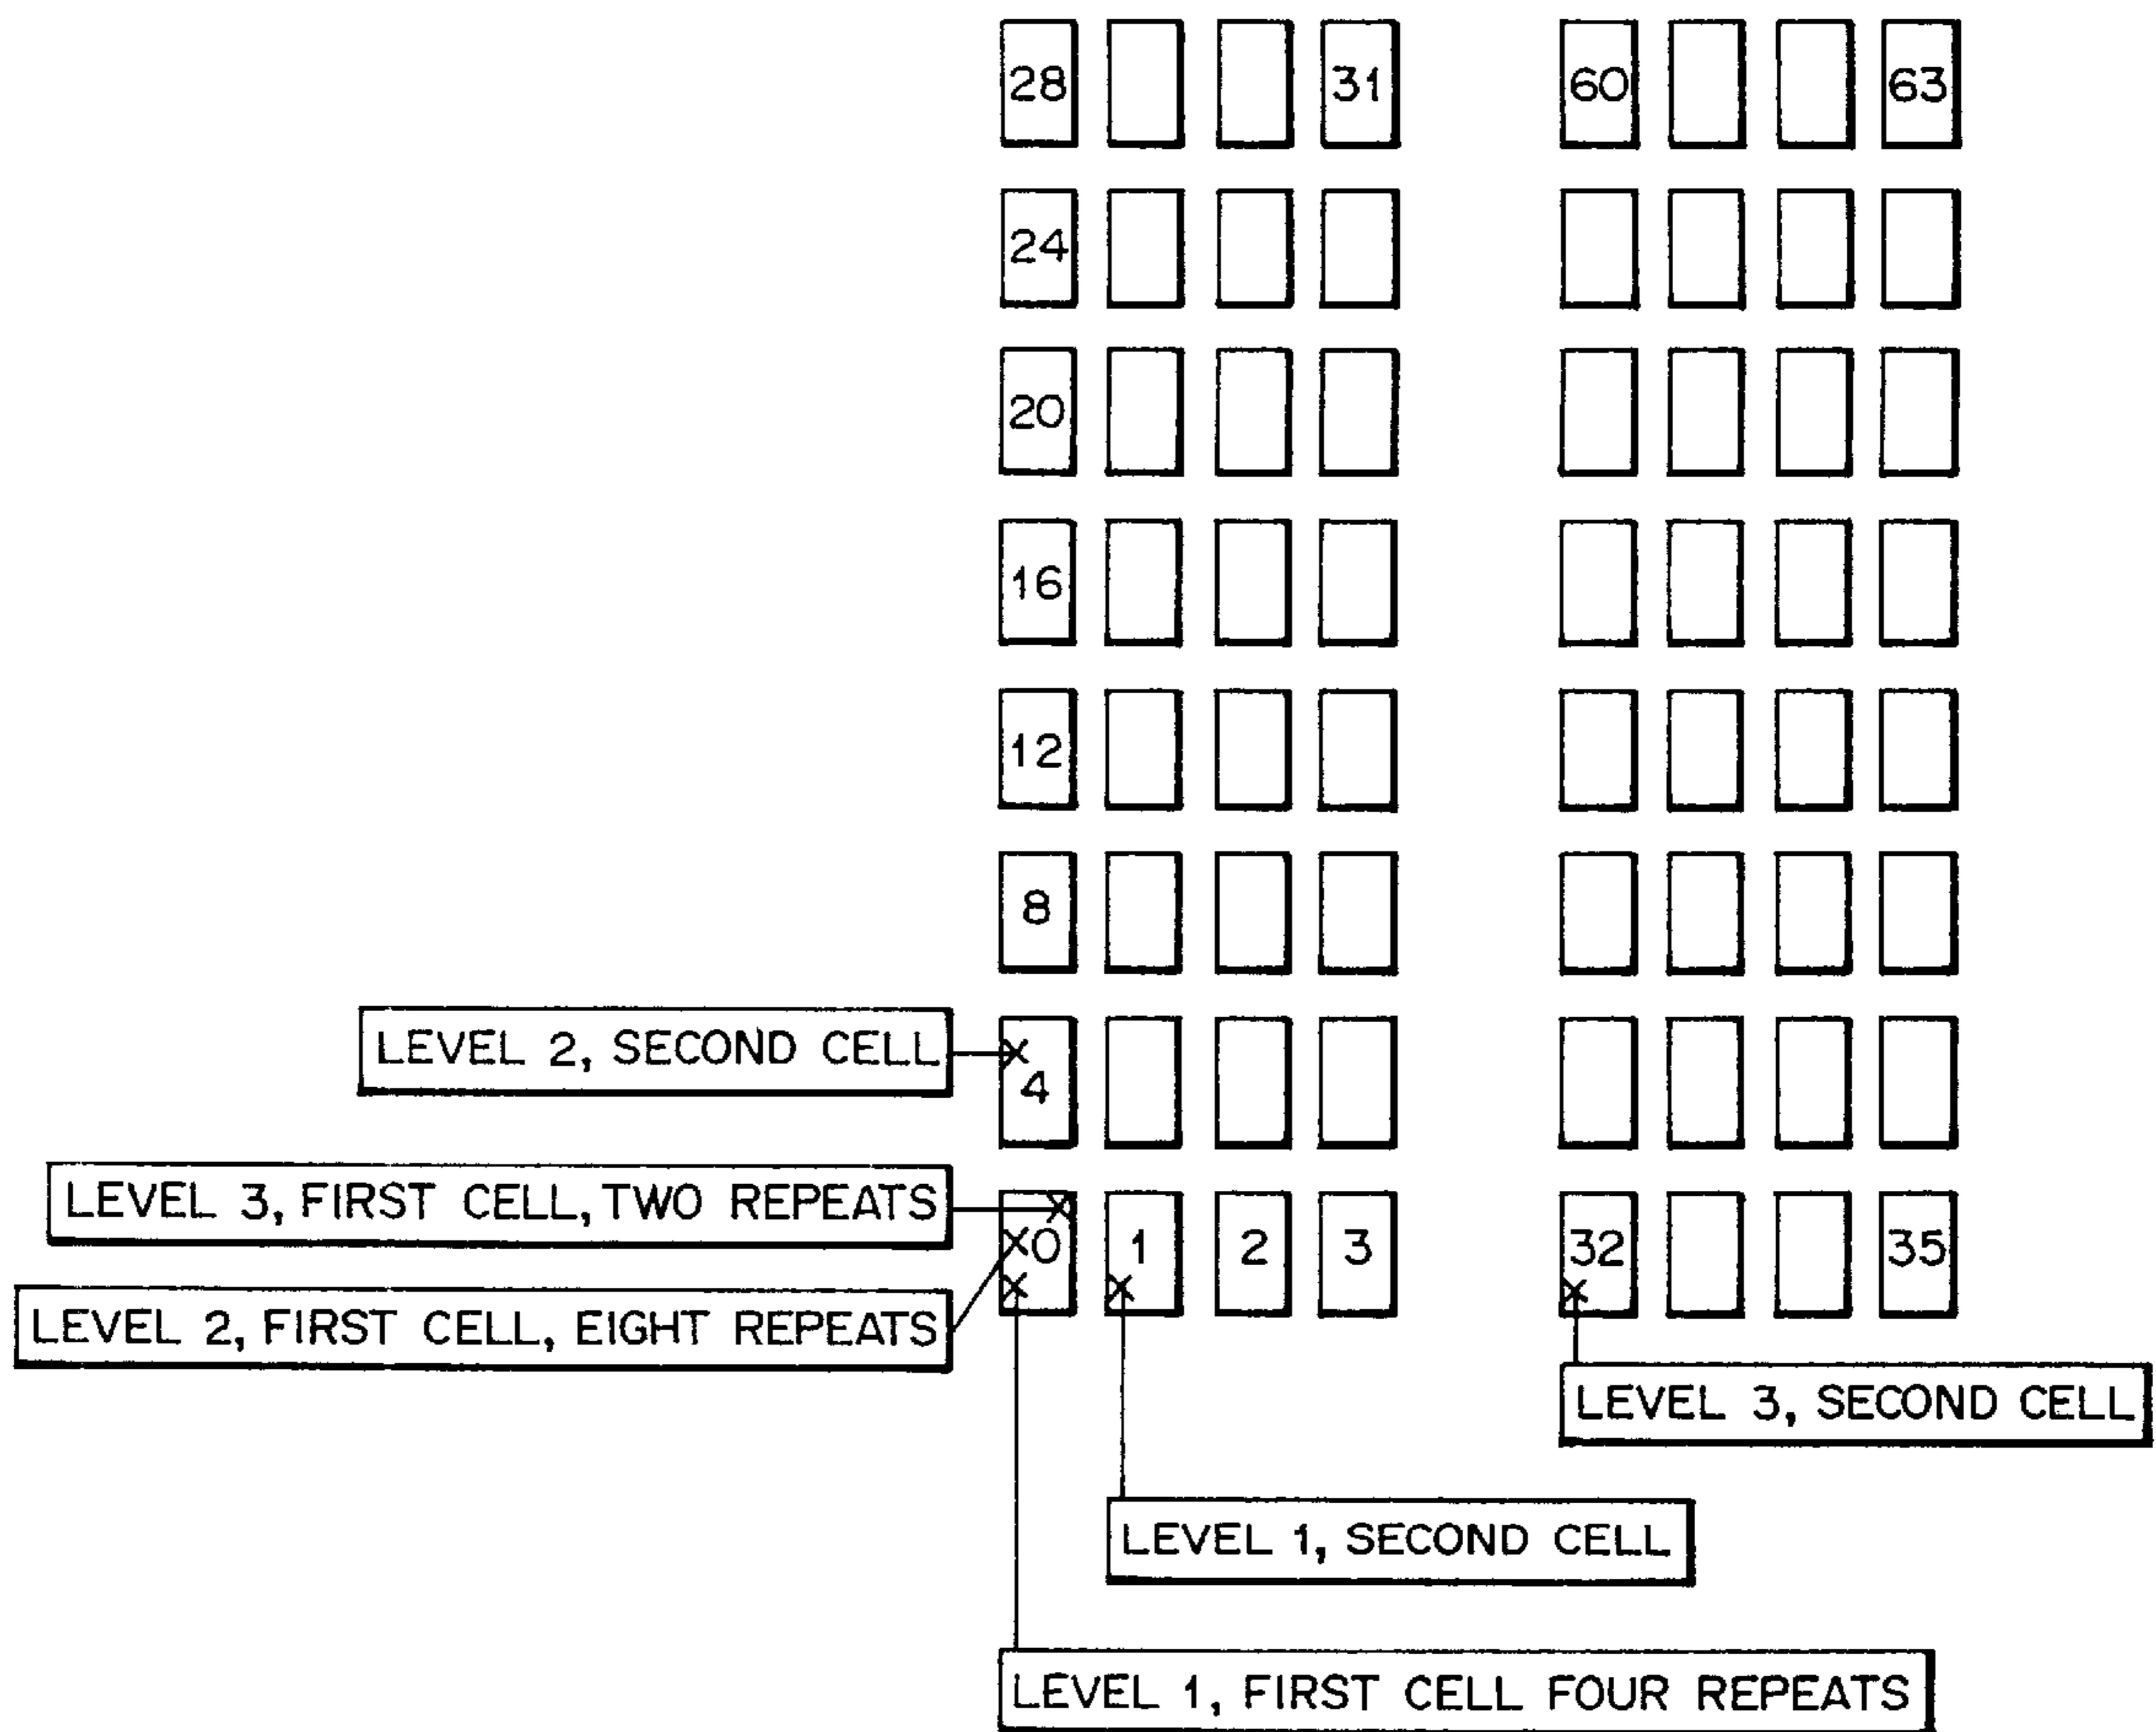 28 31 60 63
24
20
16
12
8
LEVEL 2, SECOND CELL
4
LEVEL 3, FIRST CELL, TWO REPEATS
0 1 2 3 32 35
LEVEL 2, FIRST CELL, EIGHT REPEATS
LEVEL 3, SECOND CELL
LEVEL 1, SECOND CELL
LEVEL 1, FIRST CELL FOUR REPEATS